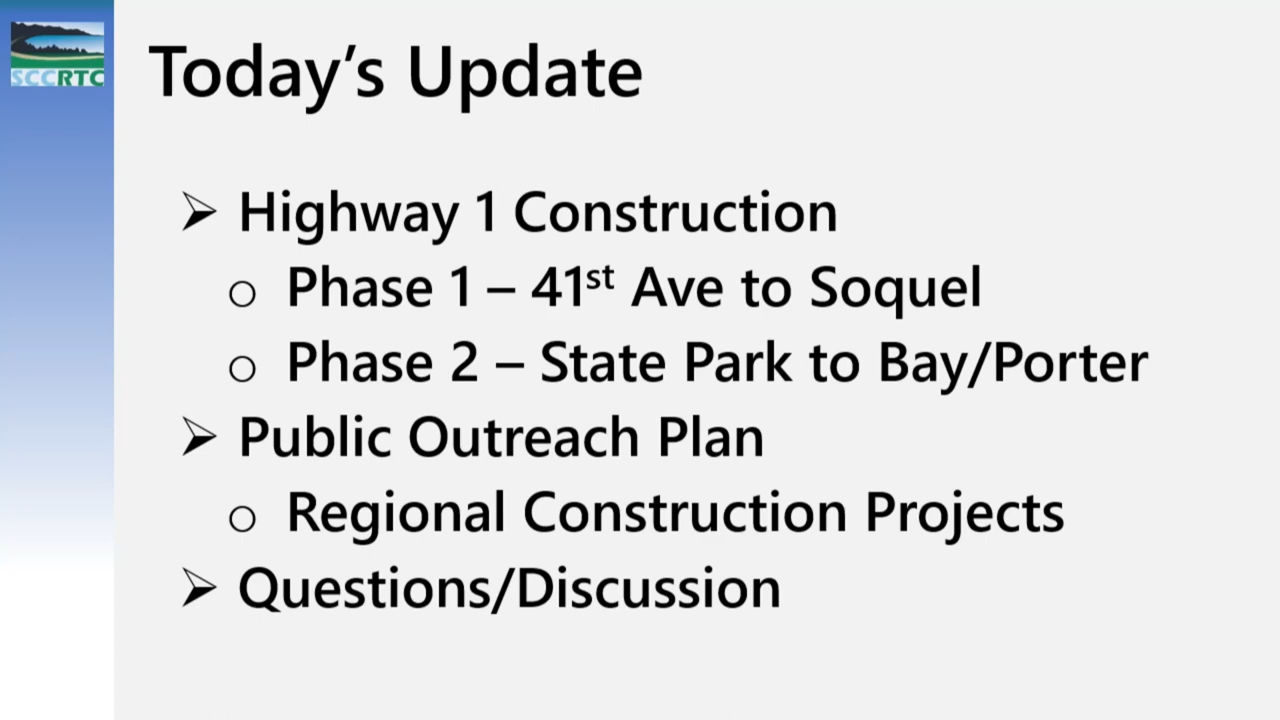 SCCRTC
Today’s Update
➢ Highway 1 Construction
o Phase 1 – 41st Ave to Soquel
o Phase 2 – State Park to Bay/Porter
➢ Public Outreach Plan
o Regional Construction Projects
➢ Questions/Discussion